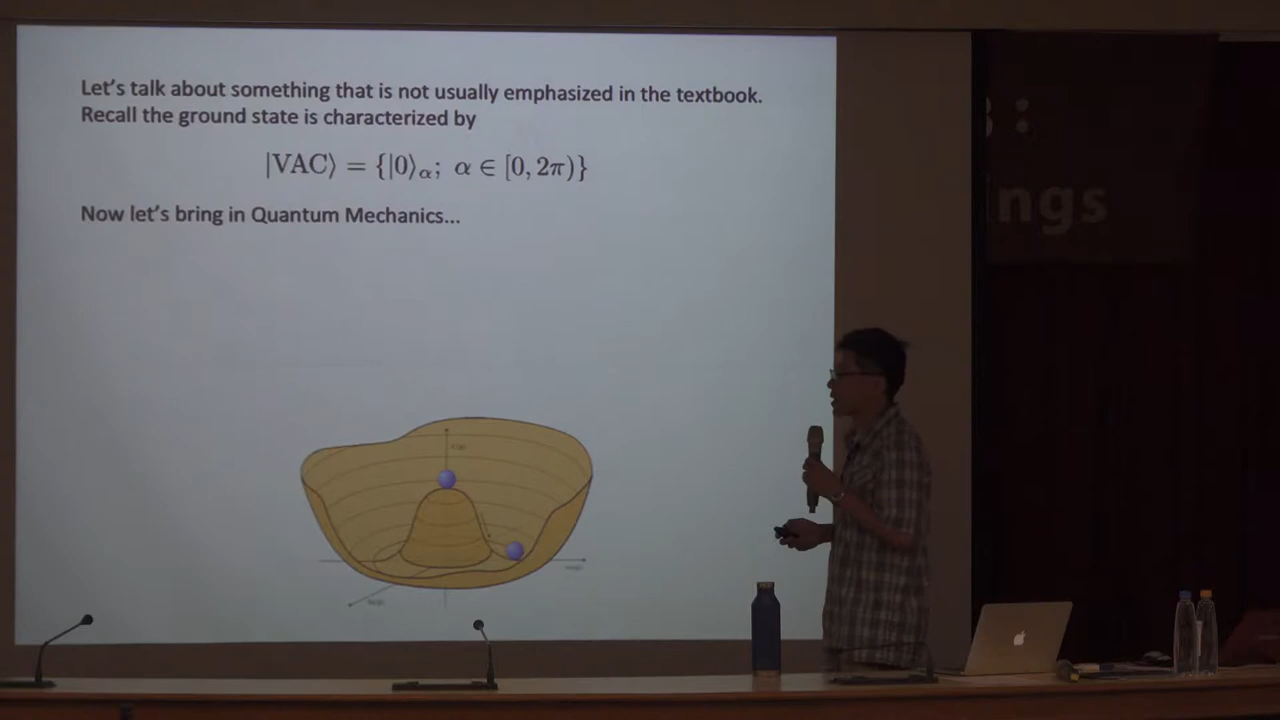 Let's talk about something that is not usually emphasized in the textbook.
Recall the ground state is characterized by
|VAC⟩ = {|0⟩α; α ∈ [0, 2π)}
Now let's bring in Quantum Mechanics...
:
ngs